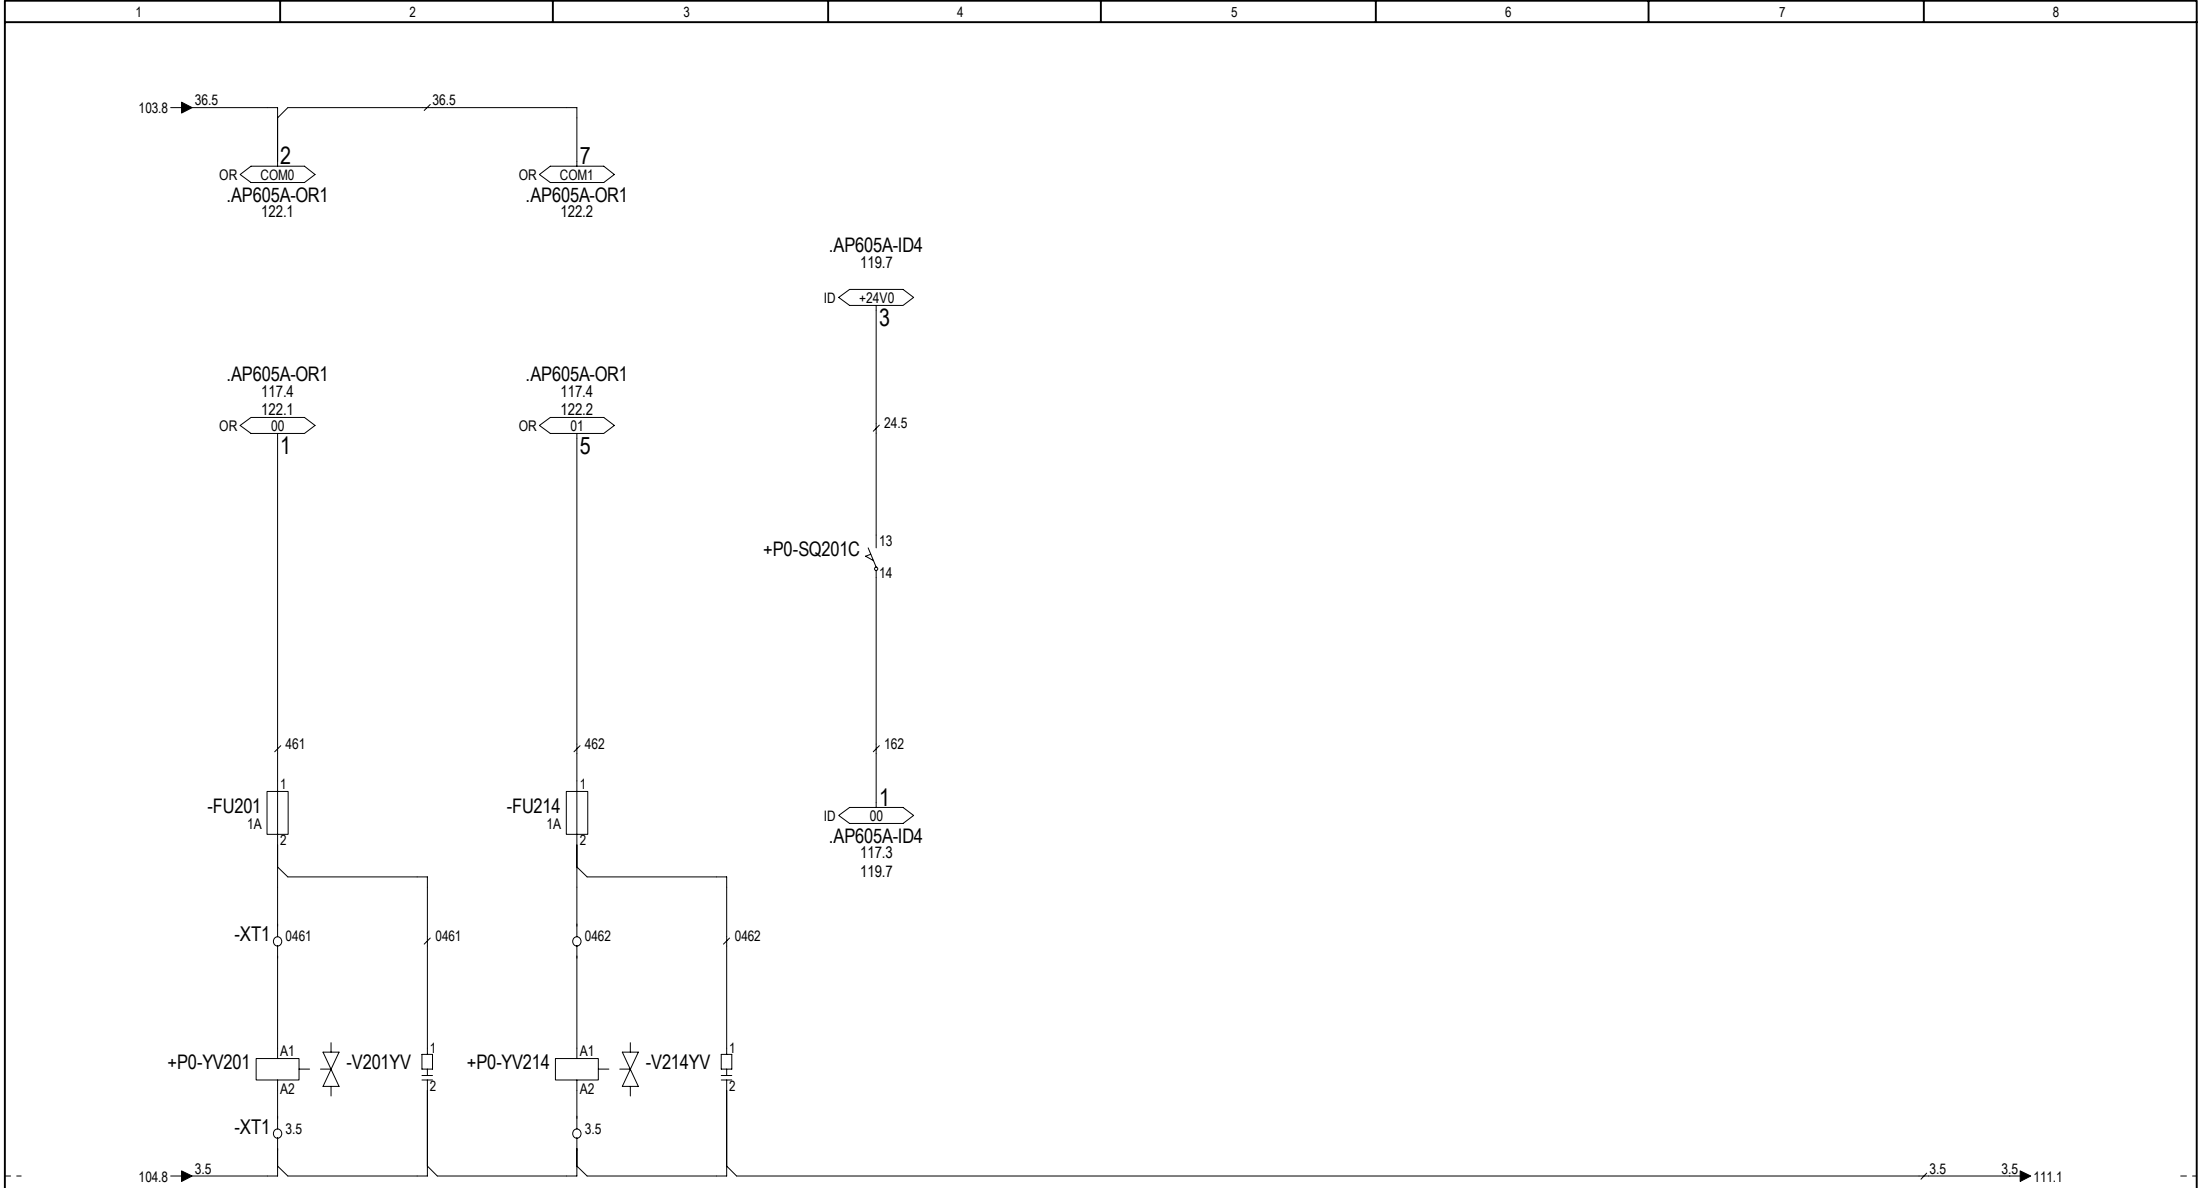 1 2 3 4 5 6 7 8
103.8 36.5 36.5
2 7
OR COM0 OR COM1
.AP605A-OR1 .AP605A-OR1
122.1 122.2
.AP605A-ID4
119.7
ID +24V0
3
.AP605A-OR1 .AP605A-OR1
117.4 117.4
122.1 122.2
OR 00 OR 01
24.5
1 5
13
+P0-SQ201C
14
461 462 162
1 1
-FU201 -FU214 1
1A 1A ID 00
2 2 .AP605A-ID4
117.3
119.7
-XT1 0461 0461 0462 0462
A1 1 A1 1
+P0-YV201 -V201YV +P0-YV214 -V214YV
A2 2 A2 2
-XT1 3.5 3.5
104.8 3.5 3.5 3.5 111.1